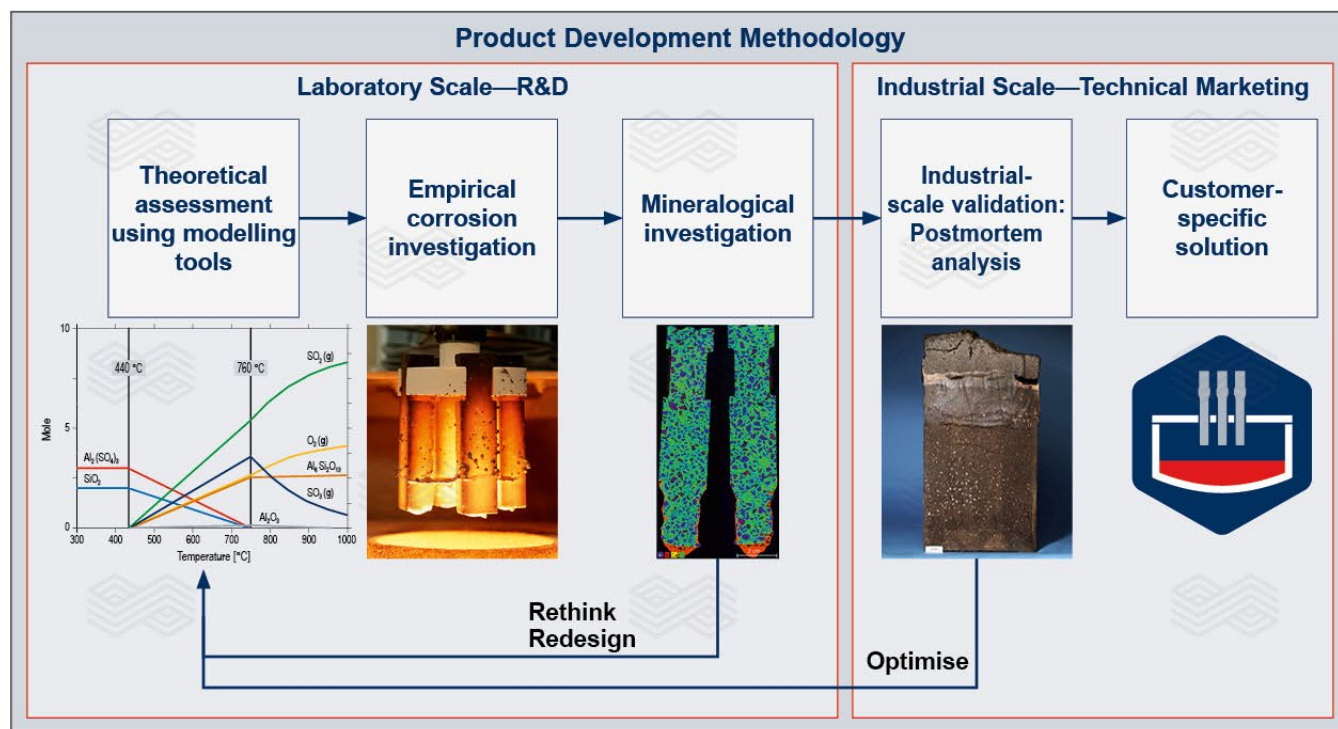 Product Development Methodology
Laboratory Scale—R&D
Industrial Scale—Technical Marketing
Theoretical
assessment
using modelling
tools
Empirical
corrosion
investigation
Mineralogical
investigation
Industrial-
scale validation:
Postmortem
analysis
Customer-
specific
solution
10
5
0
Mole
440 °C
760 °C
SO₂ (g)
O₂ (g)
Al₆Si₂O₁₃
SO₃ (g)
Al₂O₃
Al₂(SO₄)₃
SiO₂
300 400 500 600 700 800 900 1000
Temperature [°C]
Rethink
Redesign
Optimise